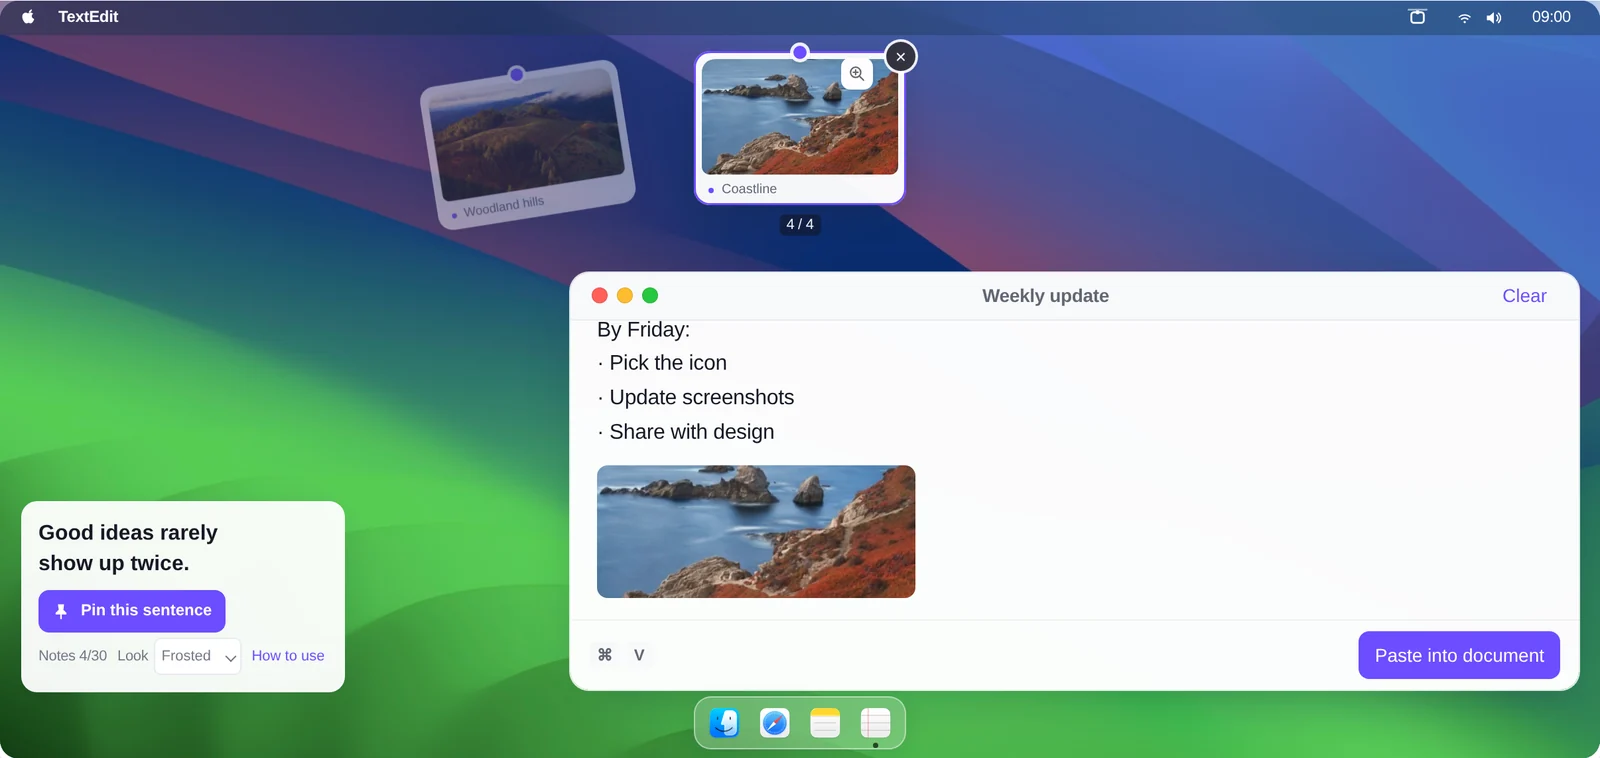 TextEdit
09:00
Woodland hills
Coastline
4 / 4
Weekly update
Clear
By Friday:
· Pick the icon
· Update screenshots
· Share with design
⌘ V
Paste into document
Good ideas rarely
show up twice.
Pin this sentence
Notes 4/30 Look Frosted How to use